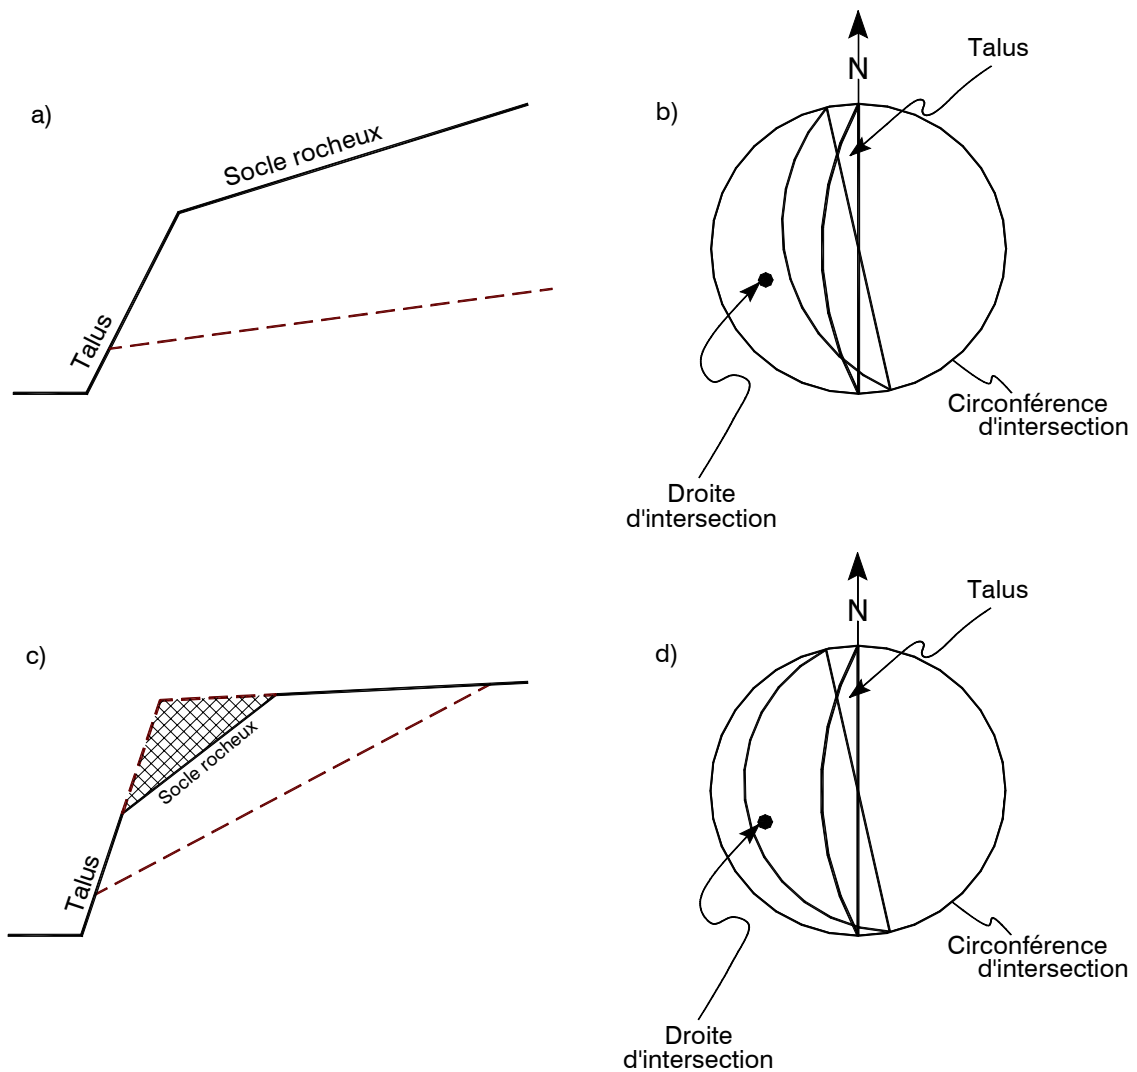 a)
Socle rocheux
Talus
b)
N
Talus
Circonférence
d'intersection
Droite
d'intersection
c)
Socle rocheux
Talus
d)
N
Talus
Circonférence
d'intersection
Droite
d'intersection